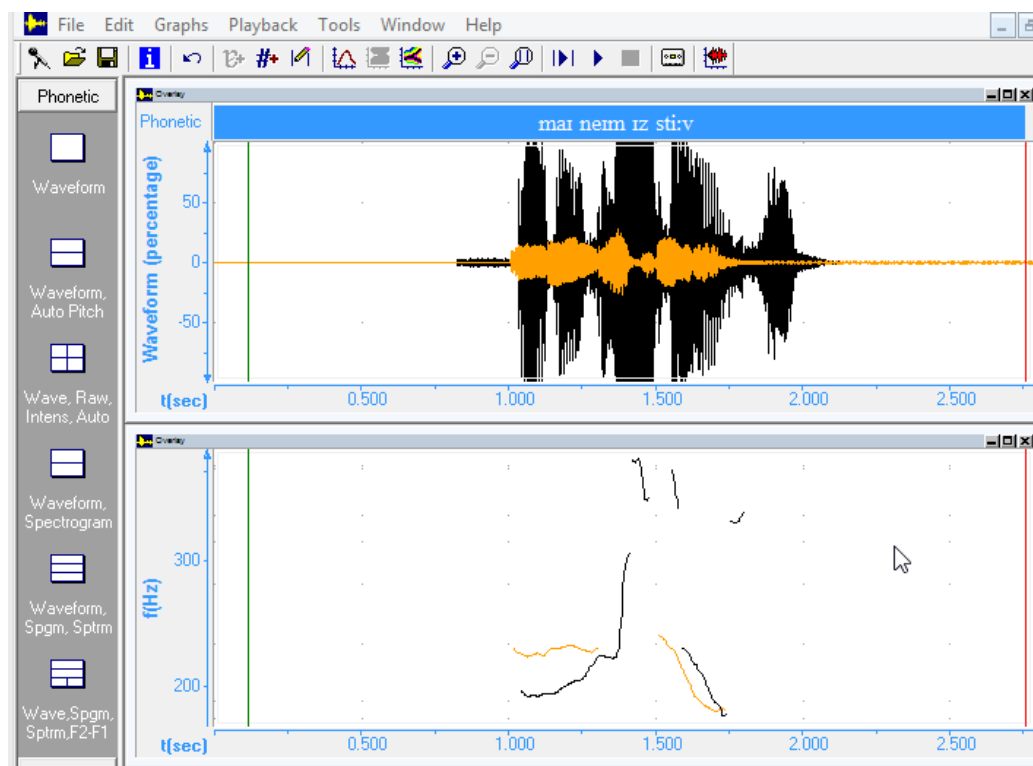 File Edit Graphs Playback Tools Window Help
Phonetic
Waveform
Waveform,
Auto Pitch
Wave, Raw,
Intens, Auto
Waveform,
Spectrogram
Waveform,
Spgm, Sptrm
Wave,Spgm,
Sptrm,F2-F1
Overlay
Phonetic maɪ neɪm ɪz stiːv
Waveform (percentage)
50
0
-50
t(sec) 0.500 1.000 1.500 2.000 2.500
Overlay
f(Hz)
300
200
t(sec) 0.500 1.000 1.500 2.000 2.500